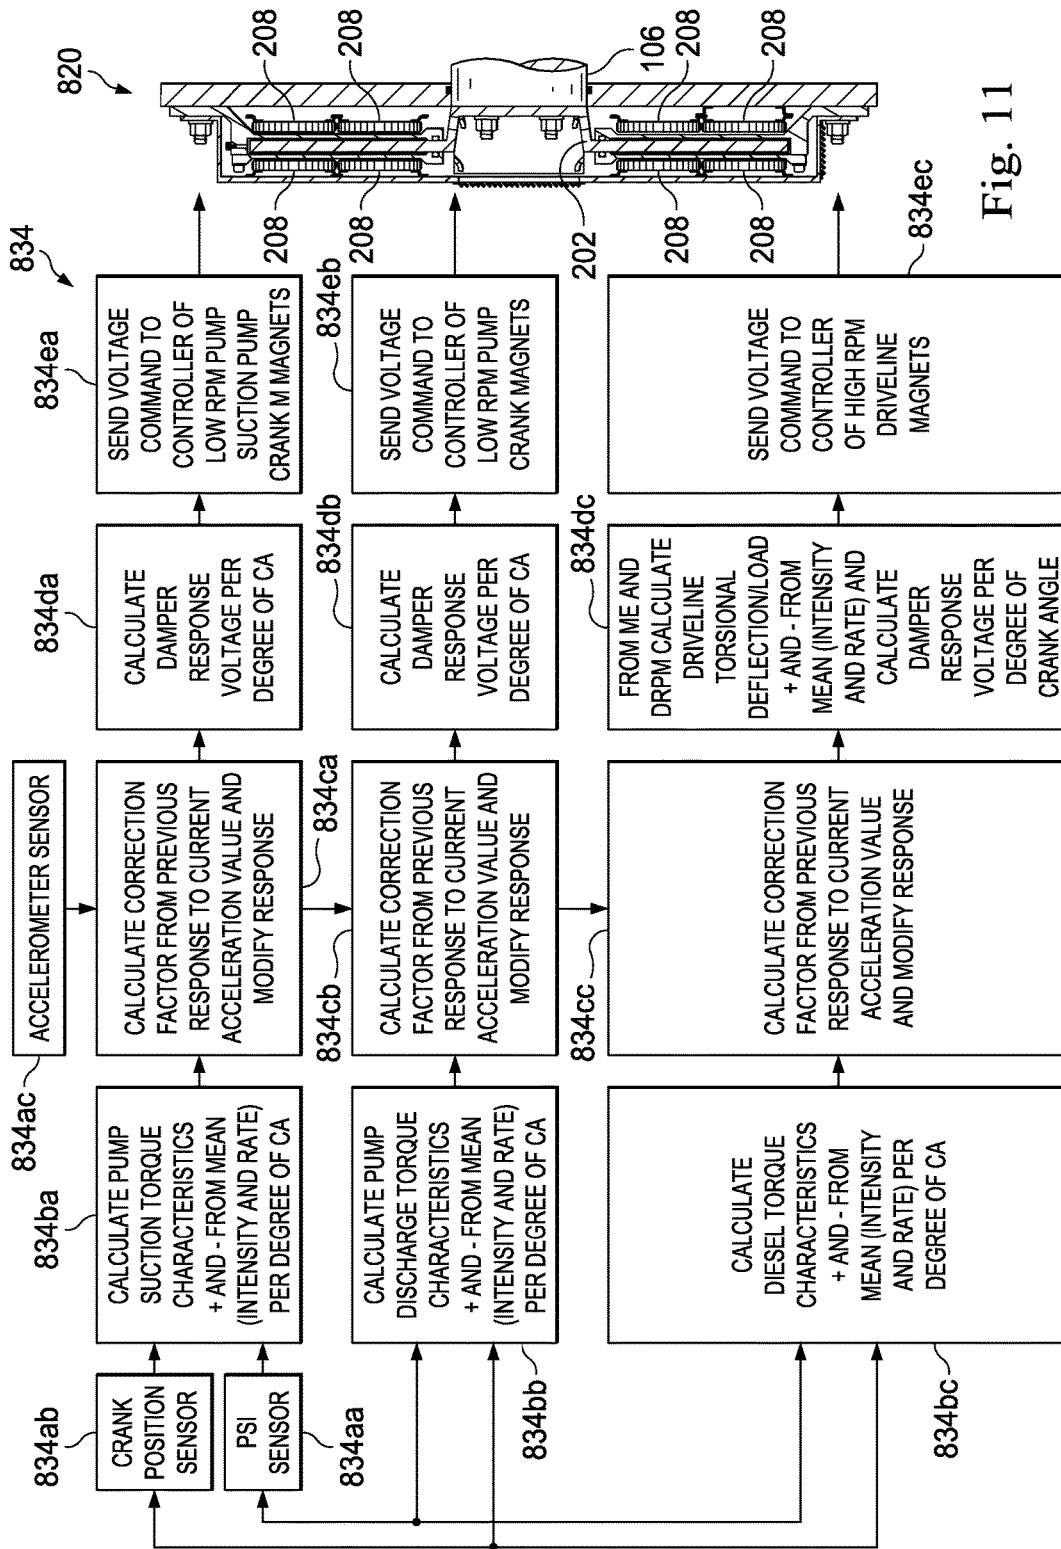 834
820
834ac
ACCELEROMETER SENSOR
834ab
CRANK
POSITION
SENSOR
PSI
SENSOR
834aa
834ba
CALCULATE PUMP
SUCTION TORQUE
CHARACTERISTICS
+ AND - FROM MEAN
(INTENSITY AND RATE)
PER DEGREE OF CA
CALCULATE CORRECTION
FACTOR FROM PREVIOUS
RESPONSE TO CURRENT
ACCELERATION VALUE AND
MODIFY RESPONSE
834ca
834da
CALCULATE
DAMPER
RESPONSE
VOLTAGE PER
DEGREE OF CA
834ea
SEND VOLTAGE
COMMAND TO
CONTROLLER OF
LOW RPM PUMP
SUCTION PUMP
CRANK M MAGNETS
CALCULATE PUMP
DISCHARGE TORQUE
CHARACTERISTICS
+ AND - FROM MEAN
(INTENSITY AND RATE)
PER DEGREE OF CA
834bb
834cb
CALCULATE CORRECTION
FACTOR FROM PREVIOUS
RESPONSE TO CURRENT
ACCELERATION VALUE AND
MODIFY RESPONSE
834db
CALCULATE
DAMPER
RESPONSE
VOLTAGE PER
DEGREE OF CA
834eb
SEND VOLTAGE
COMMAND TO
CONTROLLER OF
LOW RPM PUMP
CRANK MAGNETS
CALCULATE
DIESEL TORQUE
CHARACTERISTICS
+ AND - FROM
MEAN (INTENSITY
AND RATE) PER
DEGREE OF CA
834bc
834cc
CALCULATE CORRECTION
FACTOR FROM PREVIOUS
RESPONSE TO CURRENT
ACCELERATION VALUE
AND MODIFY RESPONSE
834dc
FROM ME AND
DRPM CALCULATE
DRIVELINE
TORSIONAL
DEFLECTION/LOAD
+ AND - FROM
MEAN (INTENSITY
AND RATE) AND
CALCULATE
DAMPER
RESPONSE
VOLTAGE PER
DEGREE OF
CRANK ANGLE
SEND VOLTAGE
COMMAND TO
CONTROLLER
OF HIGH RPM
DRIVELINE
MAGNETS
834ec
208
208
208
208
202
106
208
208
208
208
Fig. 11